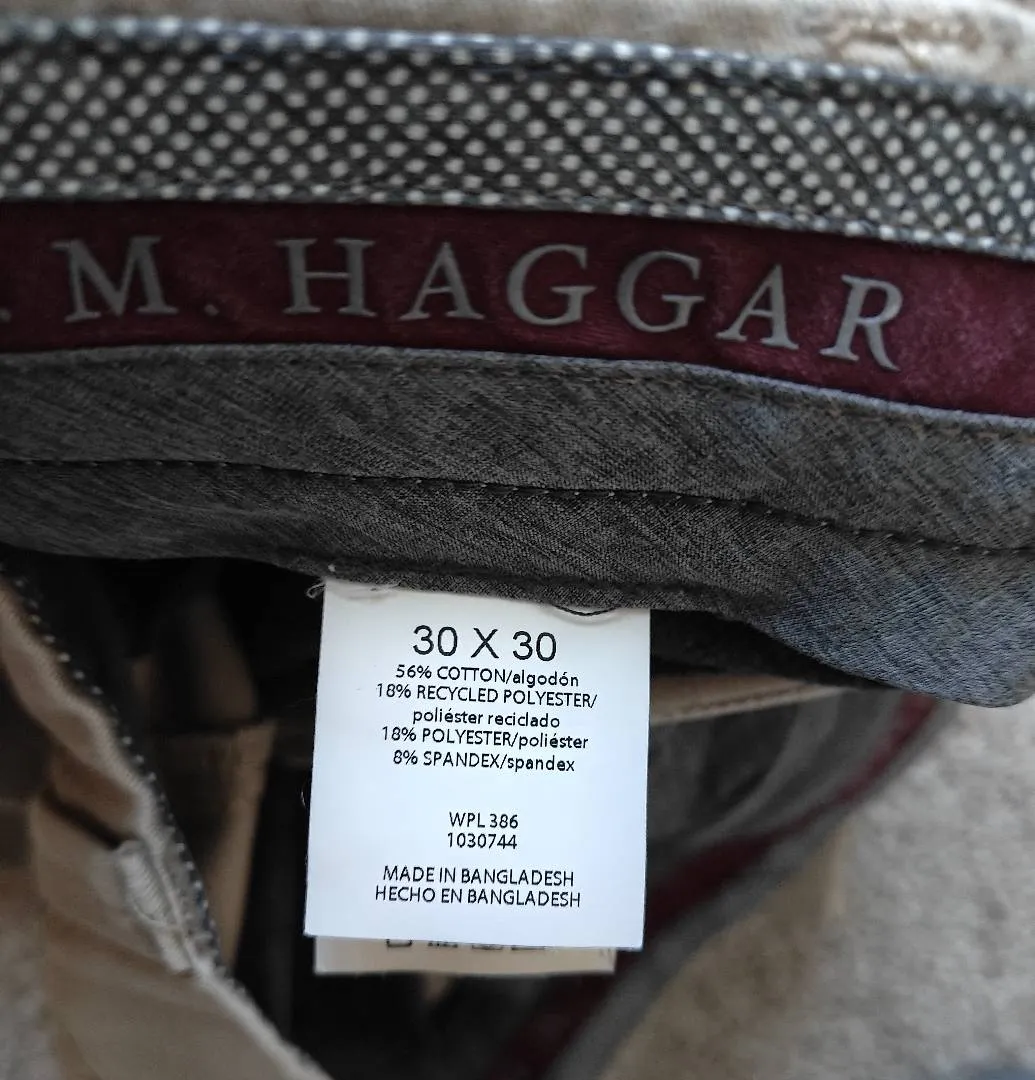 . M. HAGGAR
30 X 30
56% COTTON/algodón
18% RECYCLED POLYESTER/
poliéster reciclado
18% POLYESTER/poliéster
8% SPANDEX/spandex
WPL 386
1030744
MADE IN BANGLADESH
HECHO EN BANGLADESH